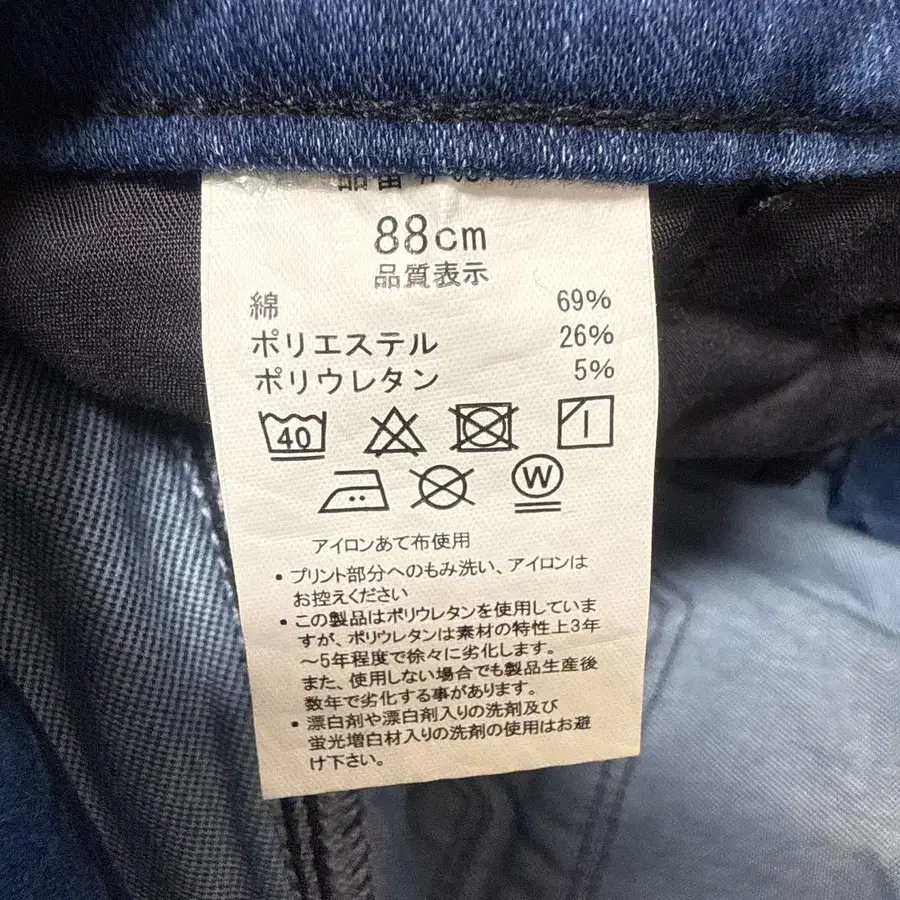 品番
88cm
品質表示
綿 69%
ポリエステル 26%
ポリウレタン 5%
40
W
アイロンあて布使用
• プリント部分へのもみ洗い、アイロンは
お控えください
• この製品はポリウレタンを使用していま
すが、ポリウレタンは素材の特性上3年
～5年程度で徐々に劣化します。
また、使用しない場合でも製品生産後
数年で劣化する事があります。
• 漂白剤や漂白剤入りの洗剤及び
蛍光増白材入りの洗剤の使用はお避
け下さい。